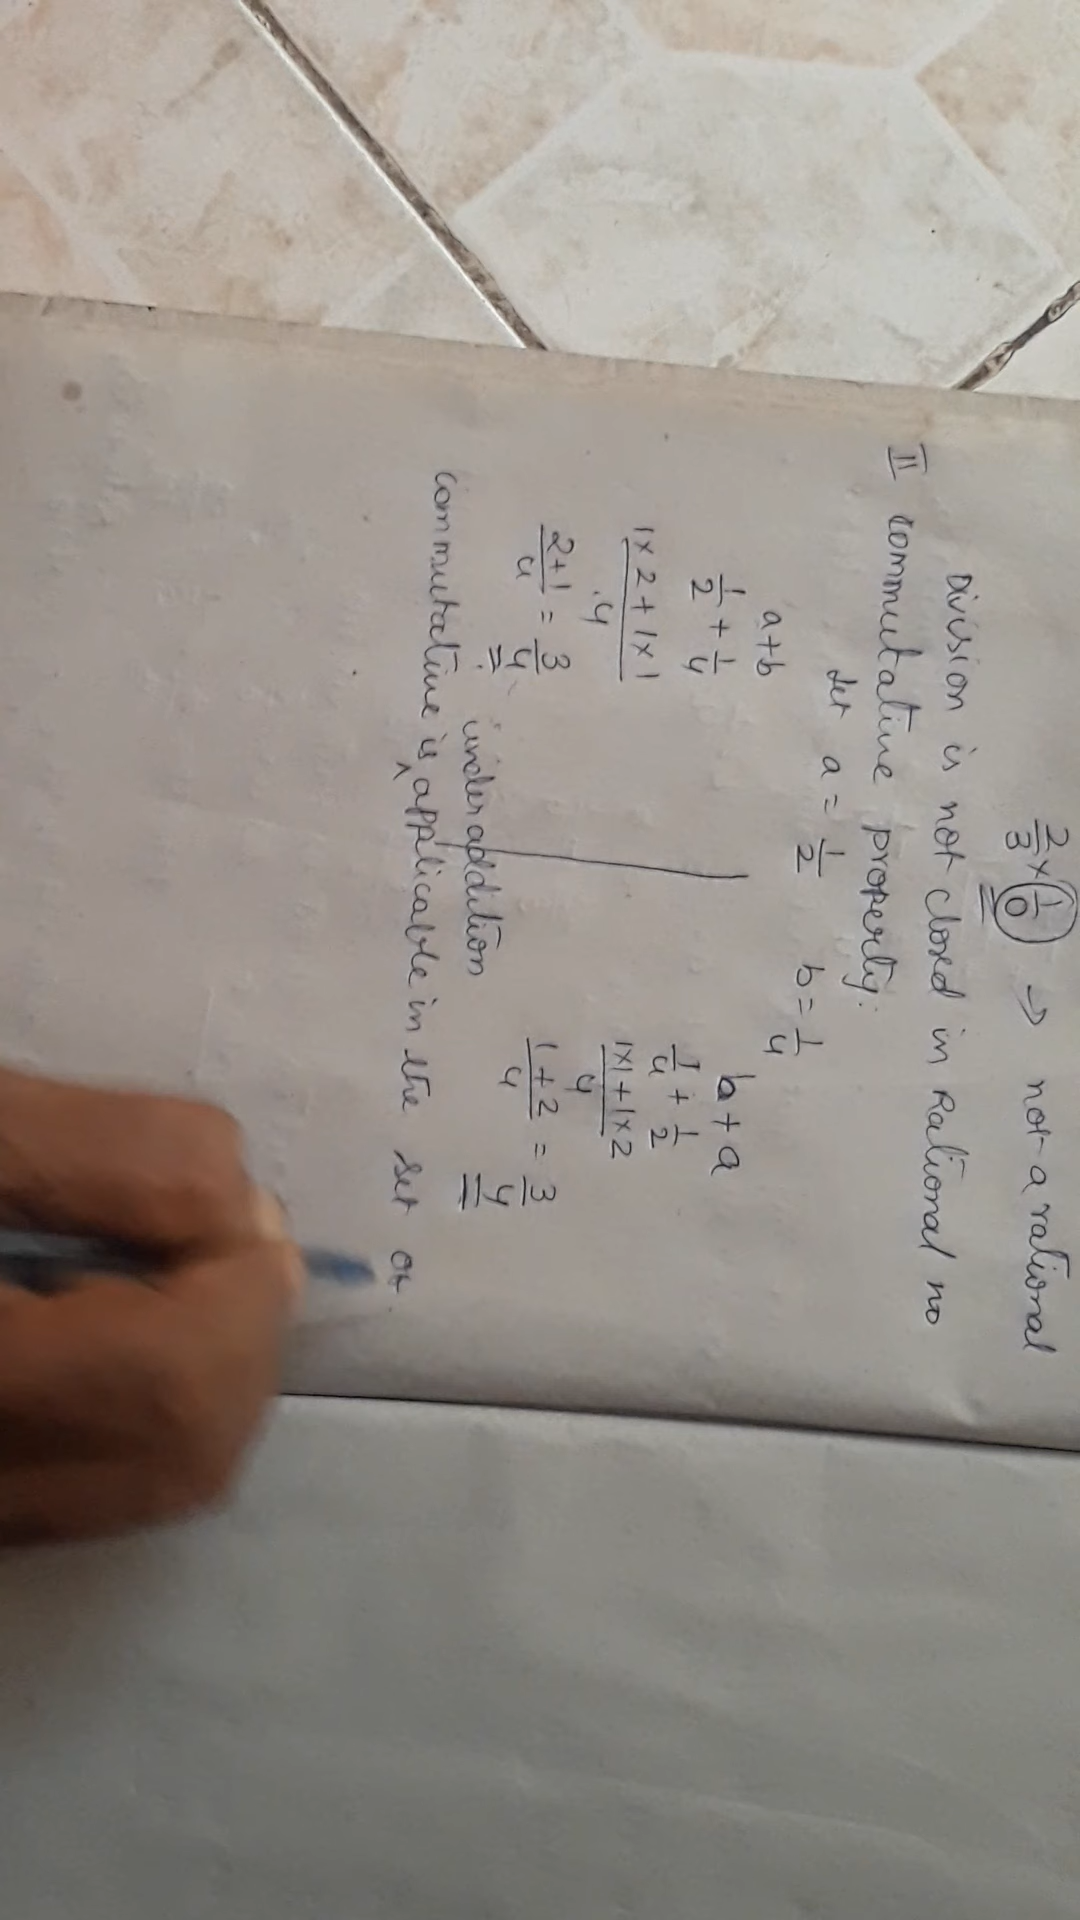 2/3 × 1/0 → not a rational
Division is not closed in Rational no
II commutative property:
let a = 1/2 b = 1/4
a+b b+a
1/2 + 1/4 1/4 + 1/2
1×2+1×1/4 1×1+1×2/4
2+1/4 = 3/4 1+2/4 = 3/4
under addition
commutative is ^ applicable in the set of